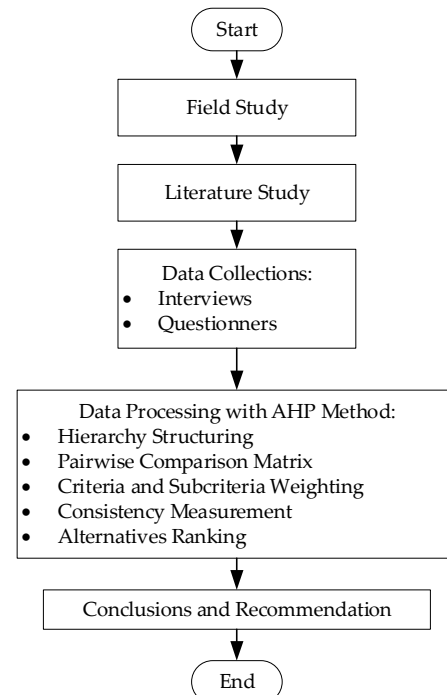 Start
Field Study
Literature Study
Data Collections:
• Interviews
• Questionners
Data Processing with AHP Method:
• Hierarchy Structuring
• Pairwise Comparison Matrix
• Criteria and Subcriteria Weighting
• Consistency Measurement
• Alternatives Ranking
Conclusions and Recommendation
End